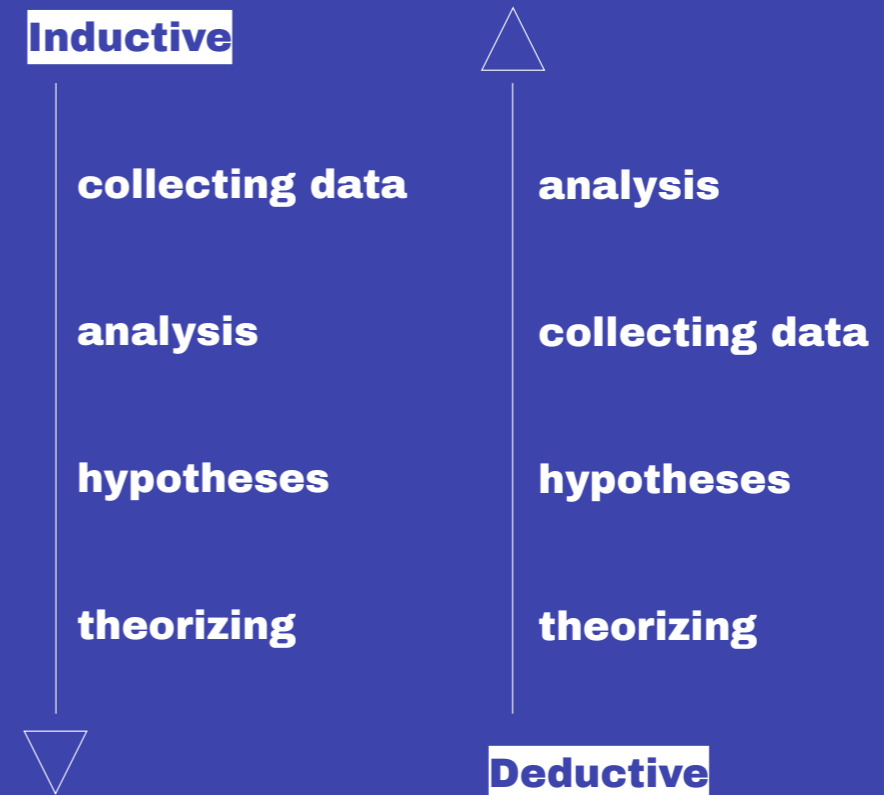 Inductive
collecting data
analysis
hypotheses
theorizing
analysis
collecting data
hypotheses
theorizing
Deductive